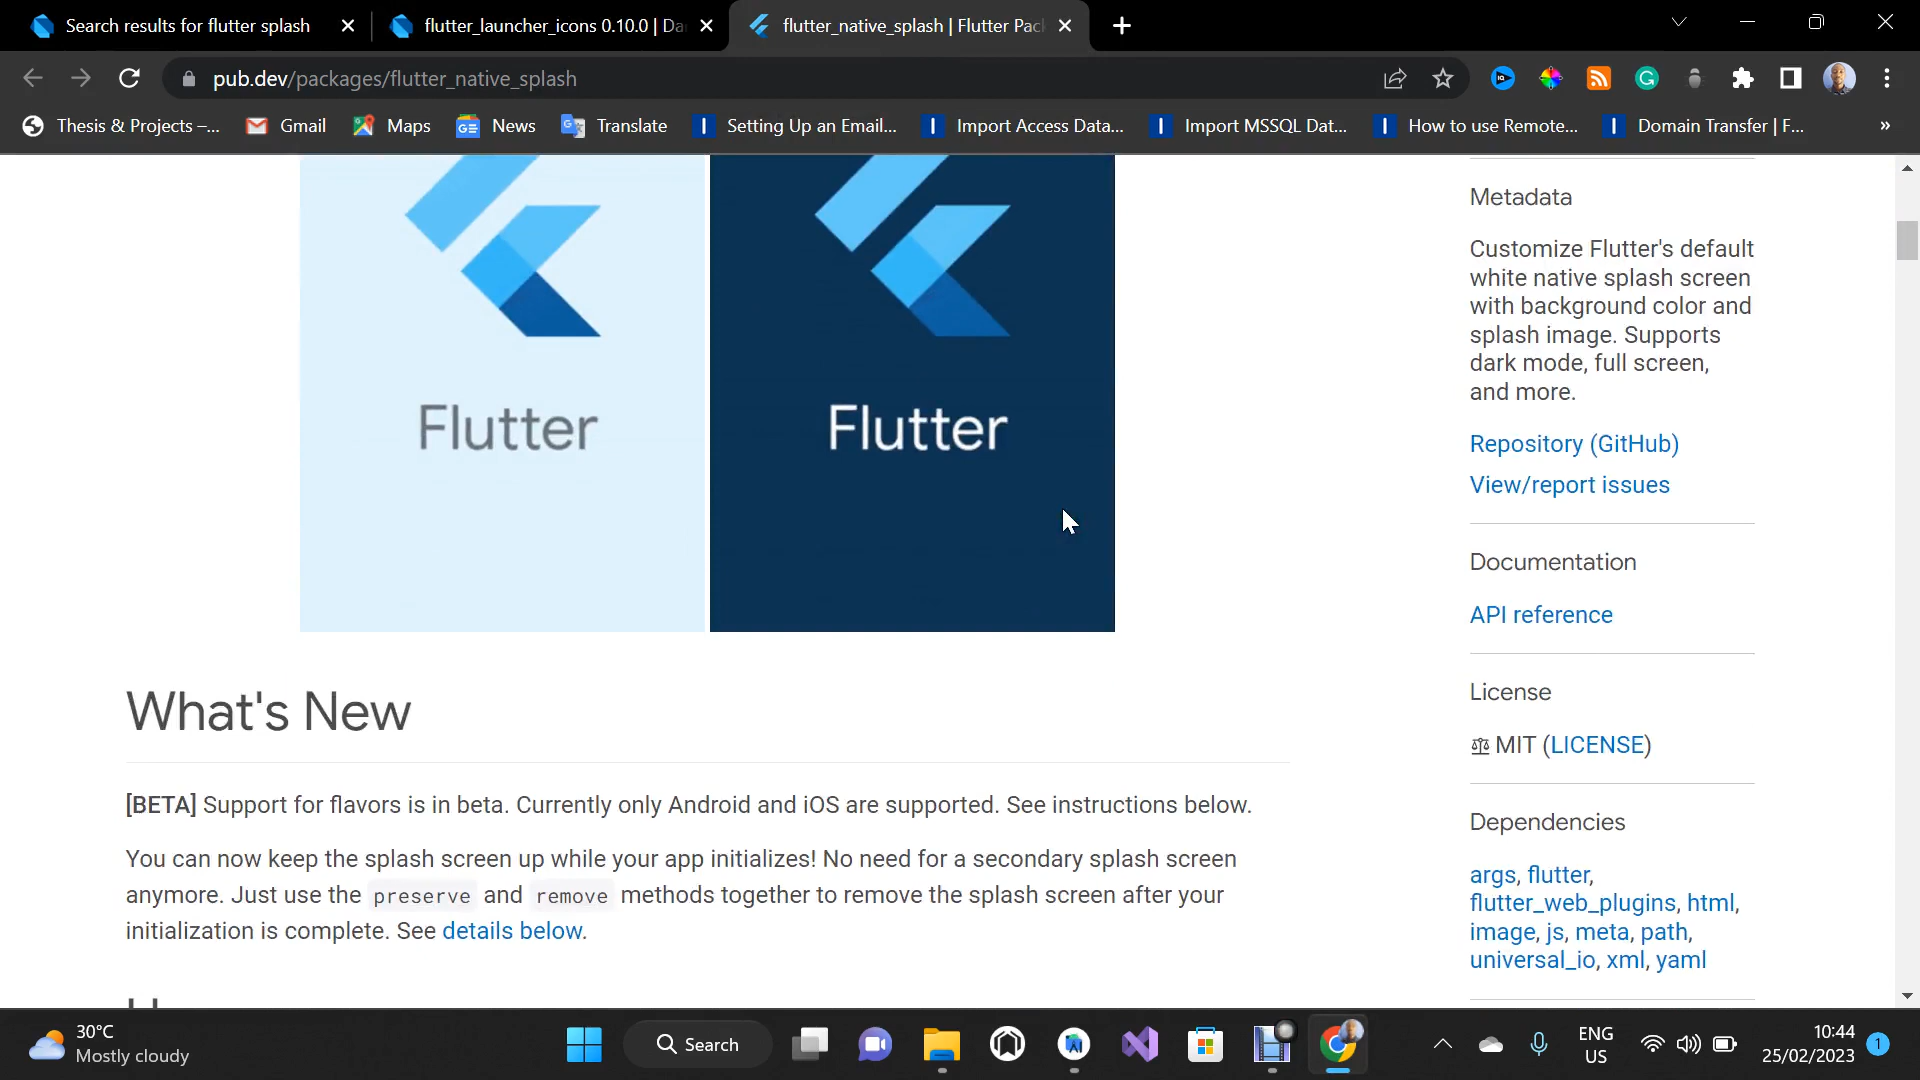 Search results for flutter splash
flutter_launcher_icons 0.10.0 | Da
flutter_native_splash | Flutter Pac
pub.dev/packages/flutter_native_splash
Thesis & Projects –...
Gmail
Maps
News
Translate
Setting Up an Email...
Import Access Data...
Import MSSQL Dat...
How to use Remote...
Domain Transfer | F...
»
Flutter
Flutter
What's New
[BETA] Support for flavors is in beta. Currently only Android and iOS are supported. See instructions below.
You can now keep the splash screen up while your app initializes! No need for a secondary splash screen
anymore. Just use the preserve and remove methods together to remove the splash screen after your
initialization is complete. See details below.
Metadata
Customize Flutter's default
white native splash screen
with background color and
splash image. Supports
dark mode, full screen,
and more.
Repository (GitHub)
View/report issues
Documentation
API reference
License
MIT (LICENSE)
Dependencies
args, flutter,
flutter_web_plugins, html,
image, js, meta, path,
universal_io, xml, yaml
30°C
Mostly cloudy
Search
ENG
US
10:44
25/02/2023
1